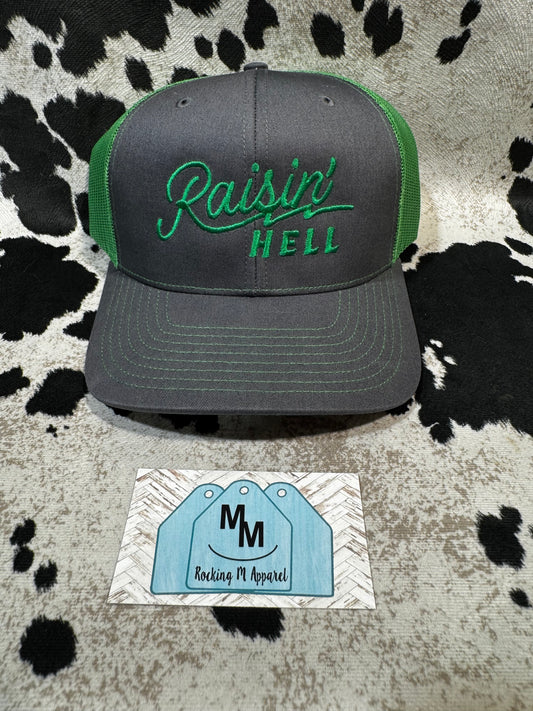 Raisin'
HELL
MM
Rocking M Apparel